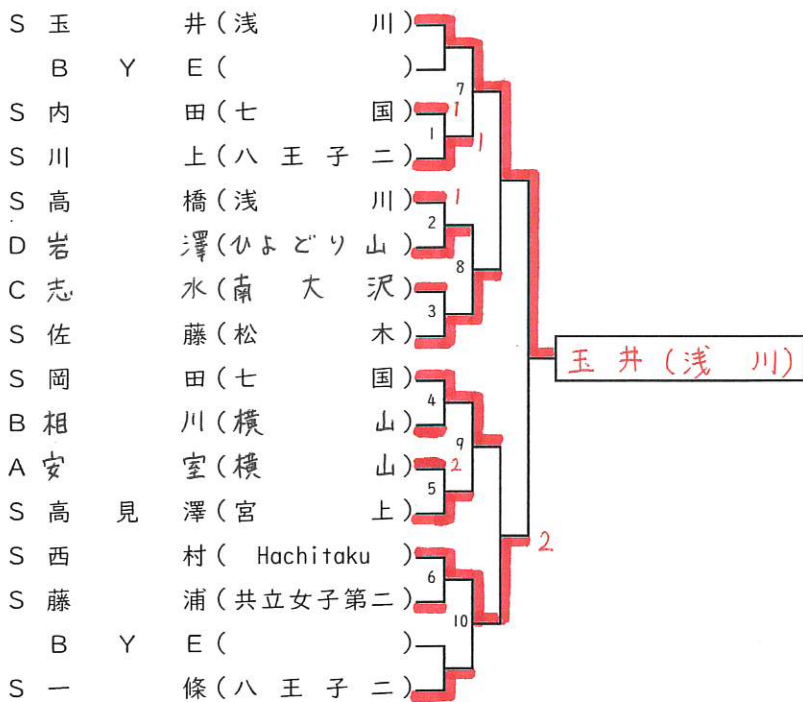 S 玉 井 (浅 川)
B Y E ( )
7
S 内 田 (七 国) 1
1
1
S 川 上 (八 王 子 二)
S 高 橋 (浅 川) 1
2
D 岩 澤 (ひよどり山)
8
C 志 水 (南 大 沢)
3
S 佐 藤 (松 木)
玉 井 (浅 川)
S 岡 田 (七 国)
4
B 相 川 (横 山)
9
A 安 室 (横 山) 2
5
S 高 見 澤 (宮 上)
2
S 西 村 ( Hachitaku )
6
S 藤 浦 (共立女子第二)
10
B Y E ( )
S 一 條 (八 王 子 二)